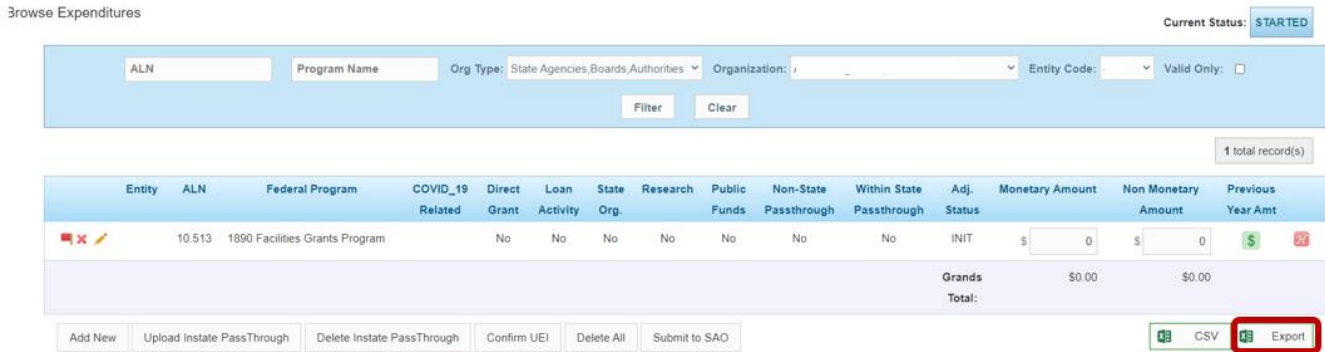 Browse Expenditures
Current Status: STARTED
ALN Program Name Org Type: State Agencies,Boards,Authorities Organization: Entity Code: Valid Only:
Filter Clear
1 total record(s)
Entity ALN Federal Program COVID_19 Related Direct Grant Loan Activity State Org. Research Public Funds Non-State Passthrough Within State Passthrough Adj. Status Monetary Amount Non Monetary Amount Previous Year Amt
10.513 1890 Facilities Grants Program No No No No No No No INIT $ 0 $ 0 $ H
Grands Total: $0.00 $0.00
Add New Upload Instate PassThrough Delete Instate PassThrough Confirm UEI Delete All Submit to SAO CSV Export